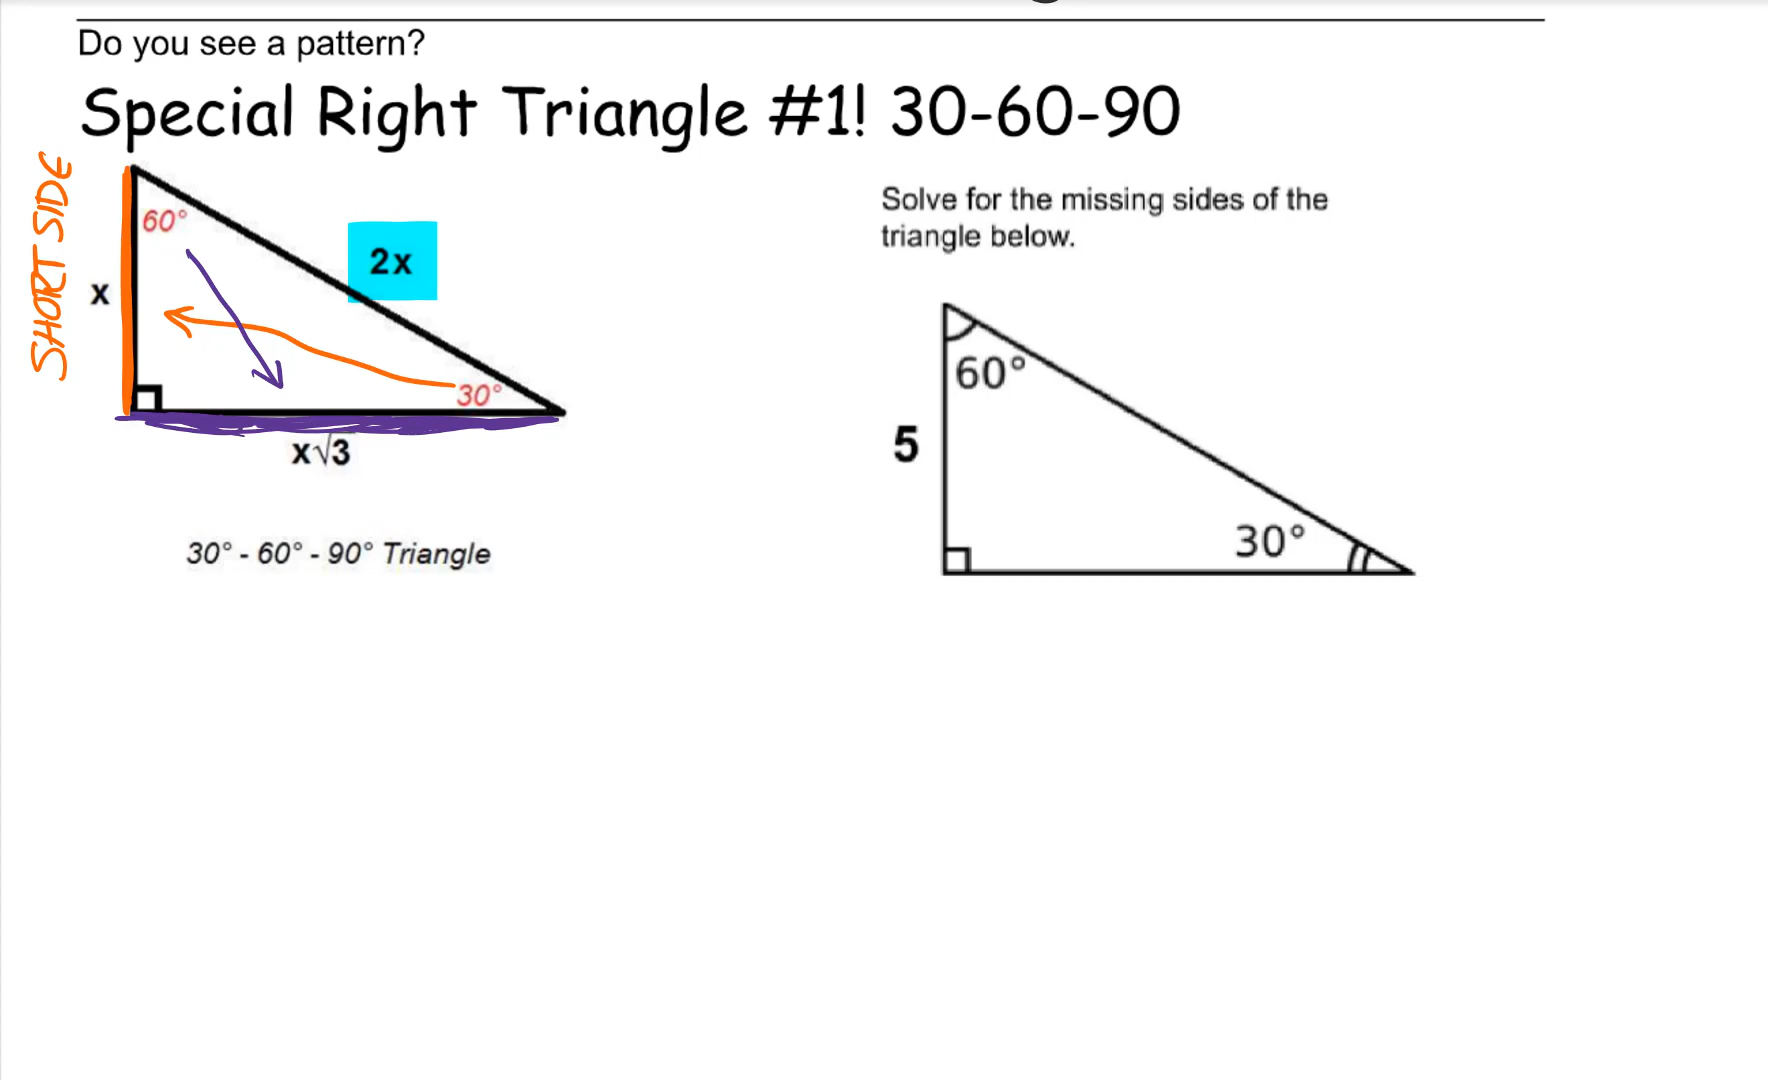 Do you see a pattern?
Special Right Triangle #1! 30-60-90
SHORT SIDE
60°
2x
x
30°
x√3
30° - 60° - 90° Triangle
Solve for the missing sides of the
triangle below.
60°
5
30°